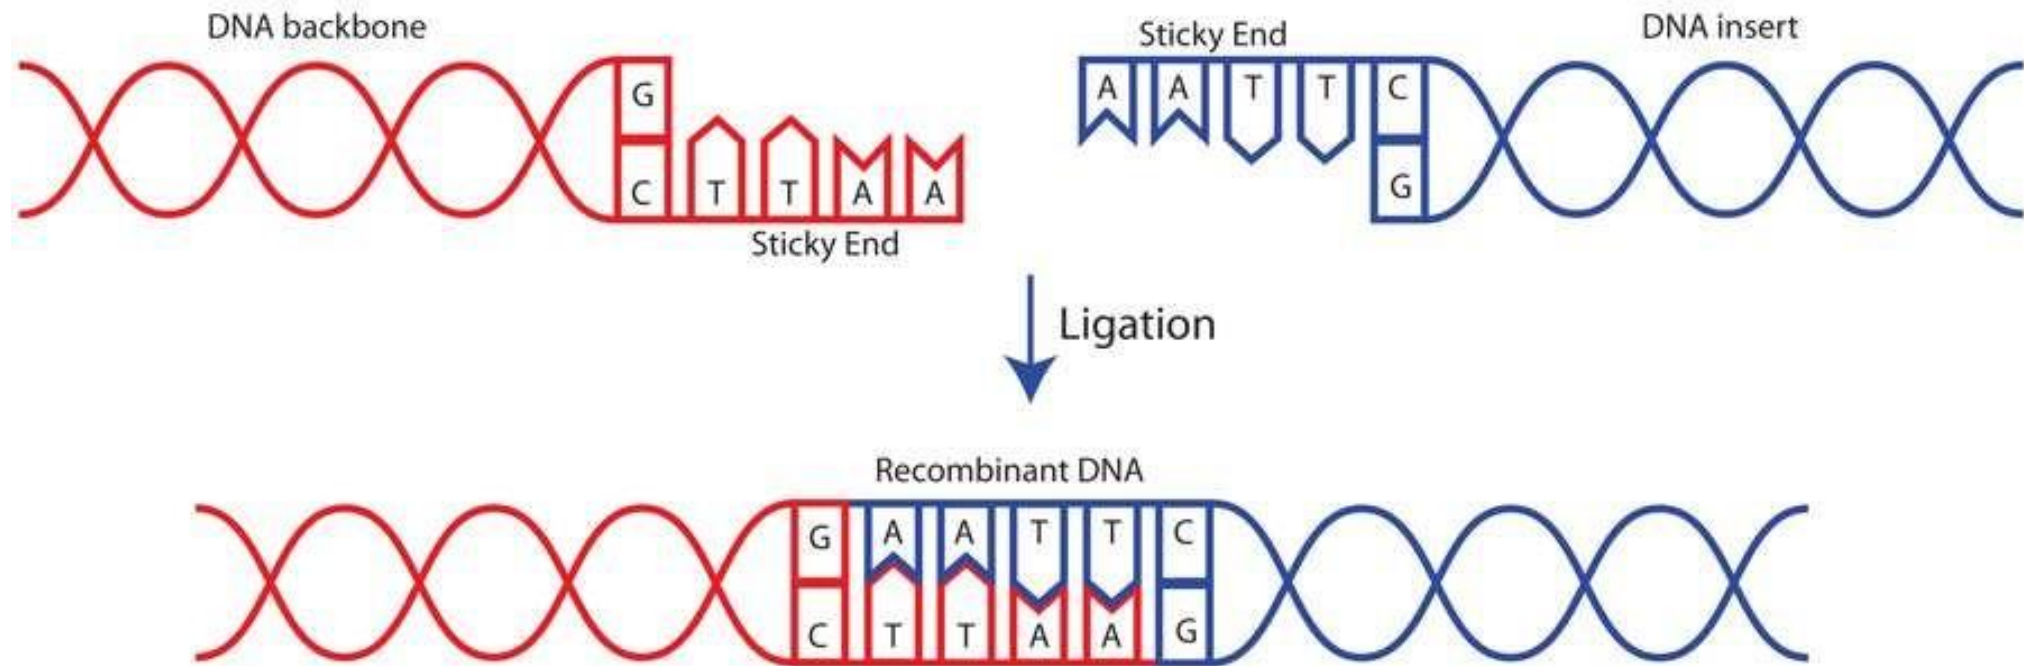 DNA backbone
Sticky End
DNA insert
G
A A T T C
C T T A A
G
Sticky End
Ligation
Recombinant DNA
G A A T T C
C T T A A G